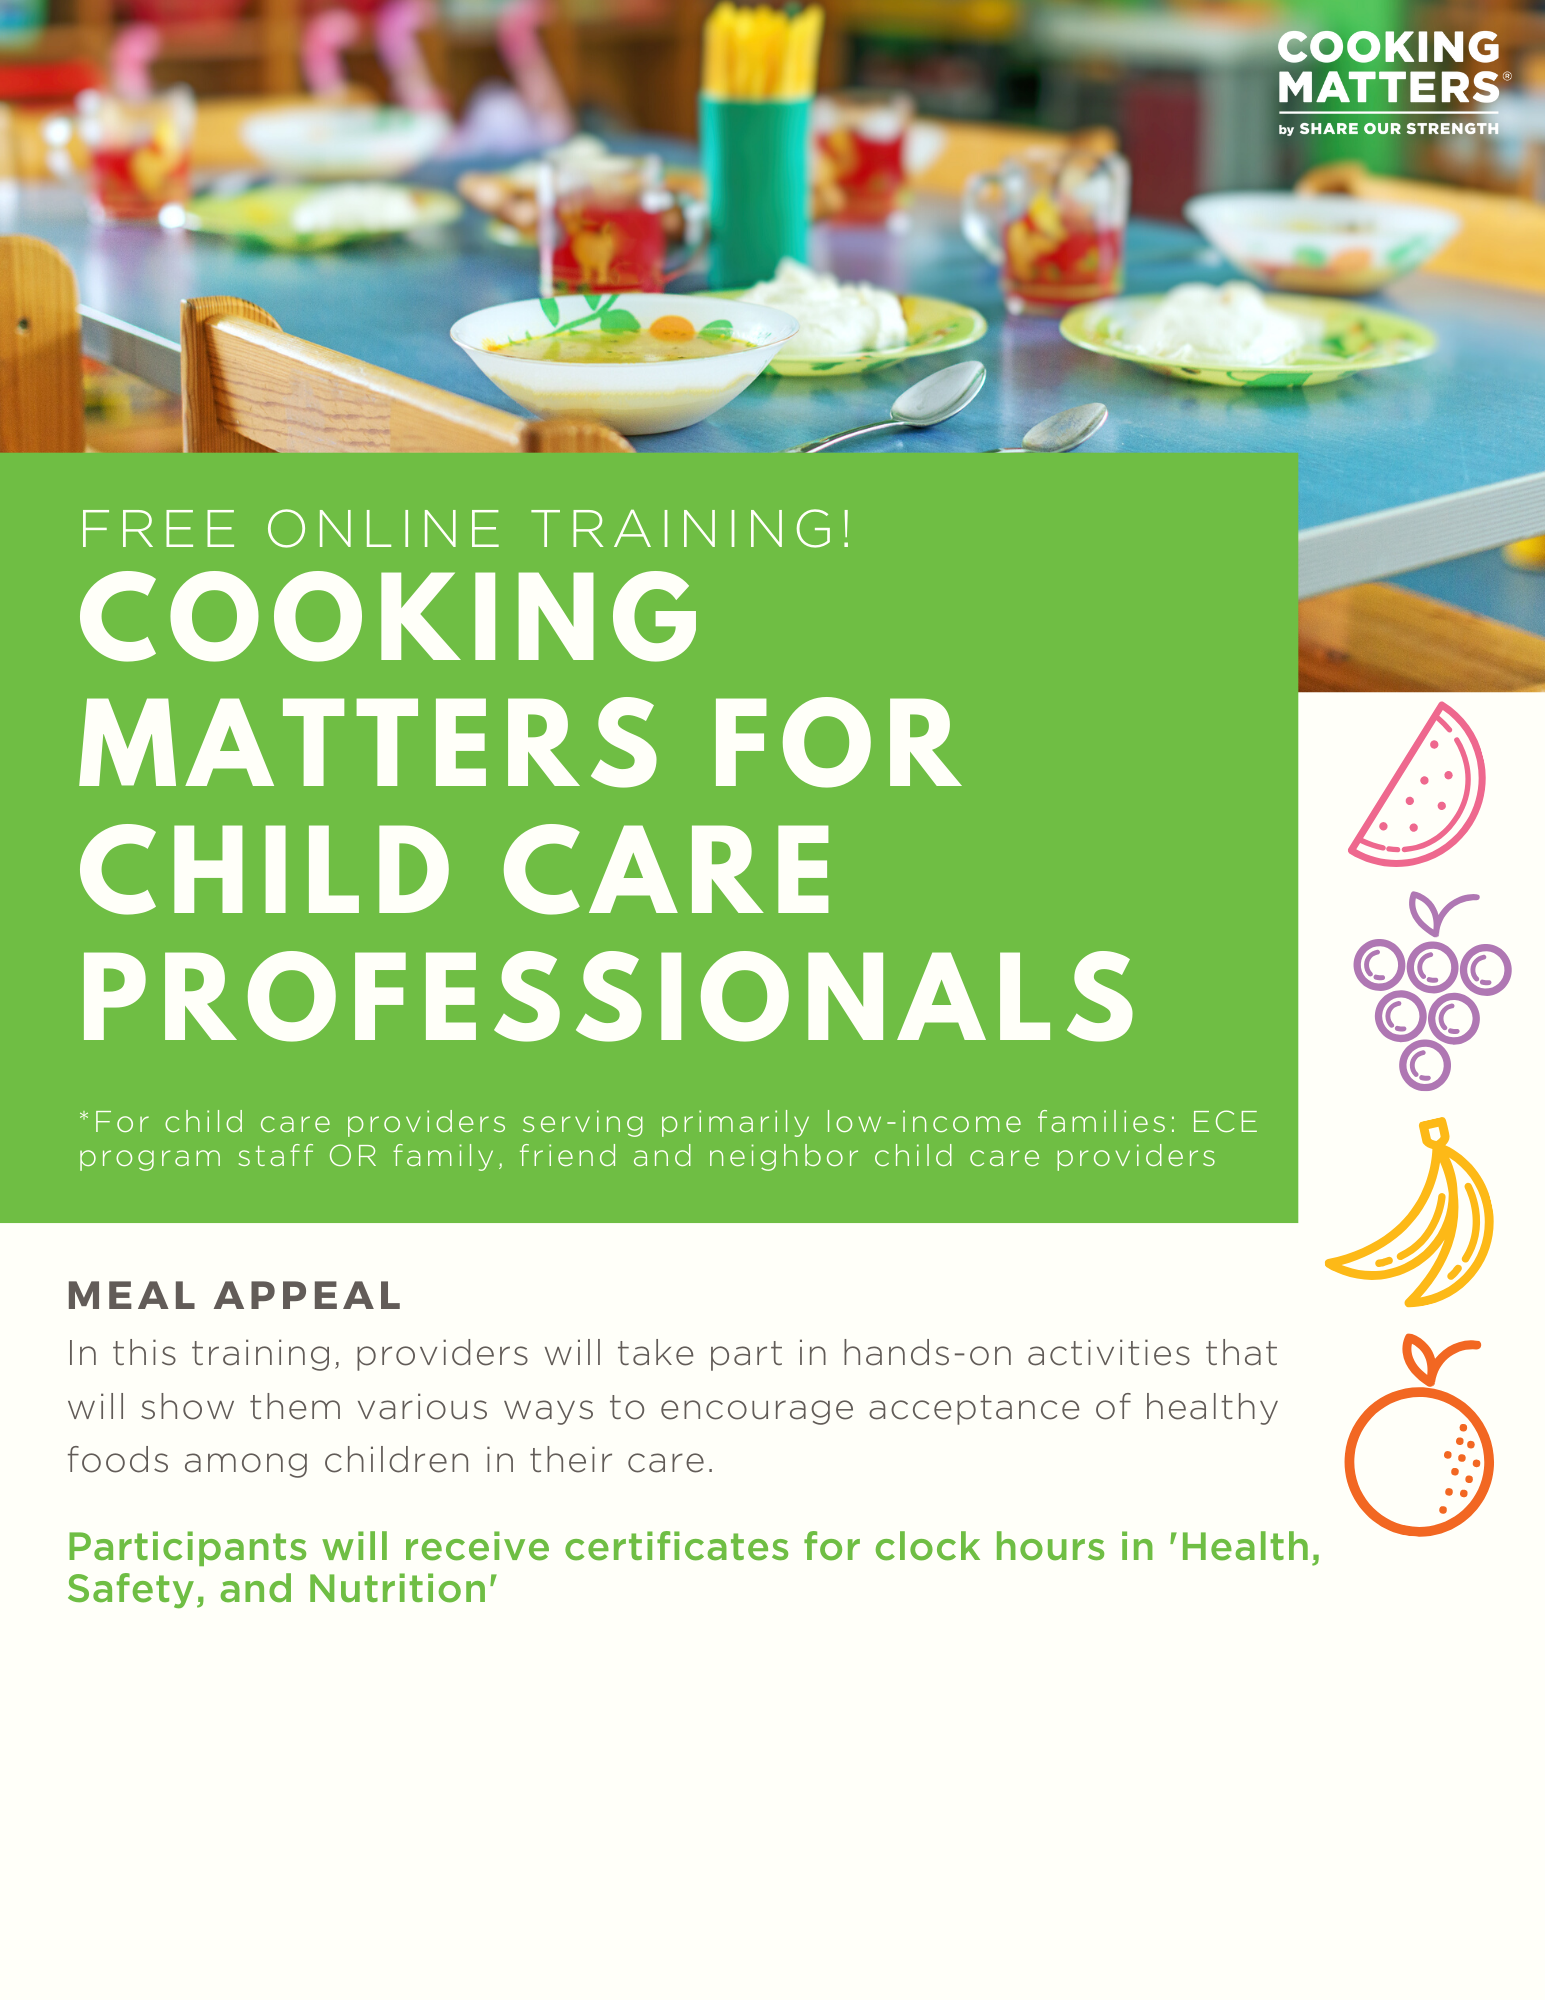 COOKING
MATTERS®
by SHARE OUR STRENGTH
FREE ONLINE TRAINING!
COOKING
MATTERS FOR
CHILD CARE
PROFESSIONALS
*For child care providers serving primarily low-income families: ECE
program staff OR family, friend and neighbor child care providers
MEAL APPEAL
In this training, providers will take part in hands-on activities that
will show them various ways to encourage acceptance of healthy
foods among children in their care.
Participants will receive certificates for clock hours in 'Health,
Safety, and Nutrition'